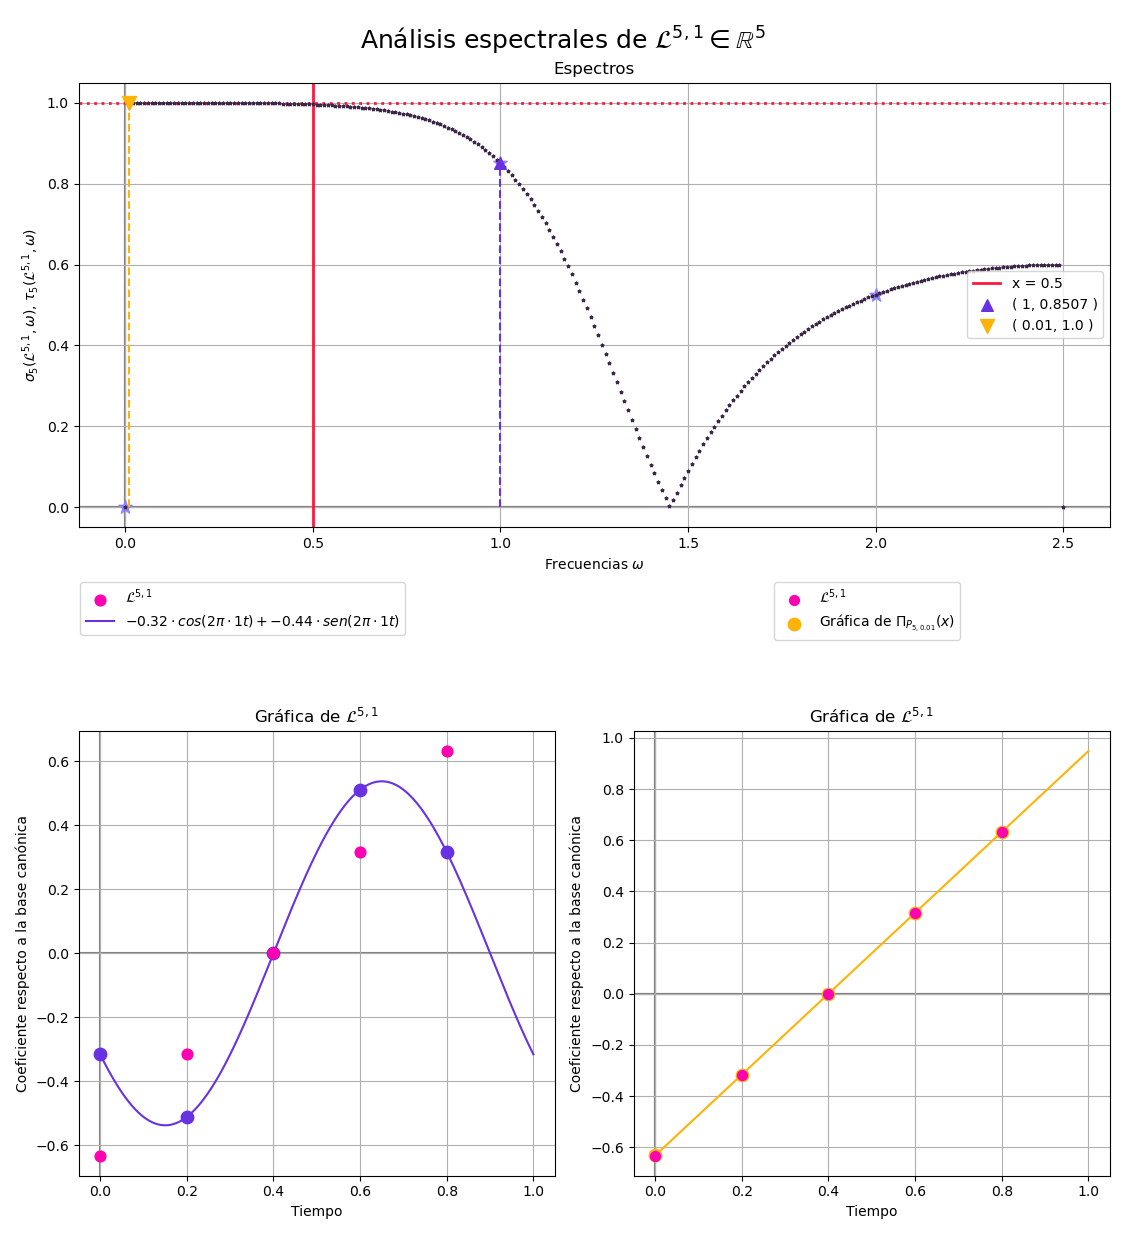 Análisis espectrales de 𝓛^{5,1} ∈ ℝ^5
Espectros
σ_5(𝓛^{5,1}, ω), τ_5(𝓛^{5,1}, ω)
1.0
0.8
0.6
0.4
0.2
0.0
x = 0.5
( 1, 0.8507 )
( 0.01, 1.0 )
0.0 0.5 1.0 1.5 2.0 2.5
Frecuencias ω
𝓛^{5,1}
−0.32 · cos(2π · 1t) + −0.44 · sen(2π · 1t)
𝓛^{5,1}
Gráfica de Π_{P_{5,0.01}}(x)
Gráfica de 𝓛^{5,1}
Coeficiente respecto a la base canónica
0.6
0.4
0.2
0.0
−0.2
−0.4
−0.6
0.0 0.2 0.4 0.6 0.8 1.0
Tiempo
Gráfica de 𝓛^{5,1}
Coeficiente respecto a la base canónica
1.0
0.8
0.6
0.4
0.2
0.0
−0.2
−0.4
−0.6
0.0 0.2 0.4 0.6 0.8 1.0
Tiempo